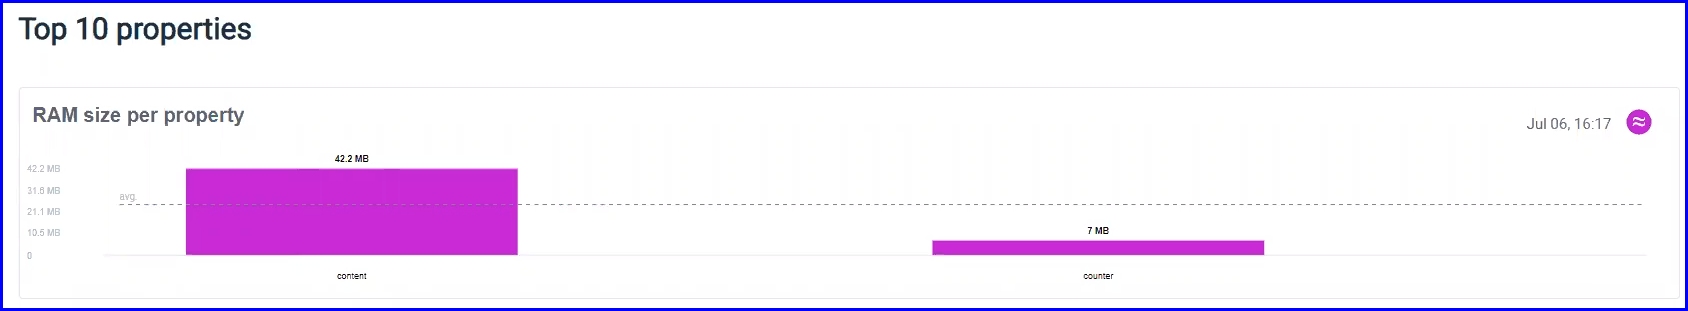 Top 10 properties
RAM size per property
Jul 06, 16:17
42.2 MB
42.2 MB
31.6 MB
avg.
21.1 MB
7 MB
10.5 MB
0
content
counter